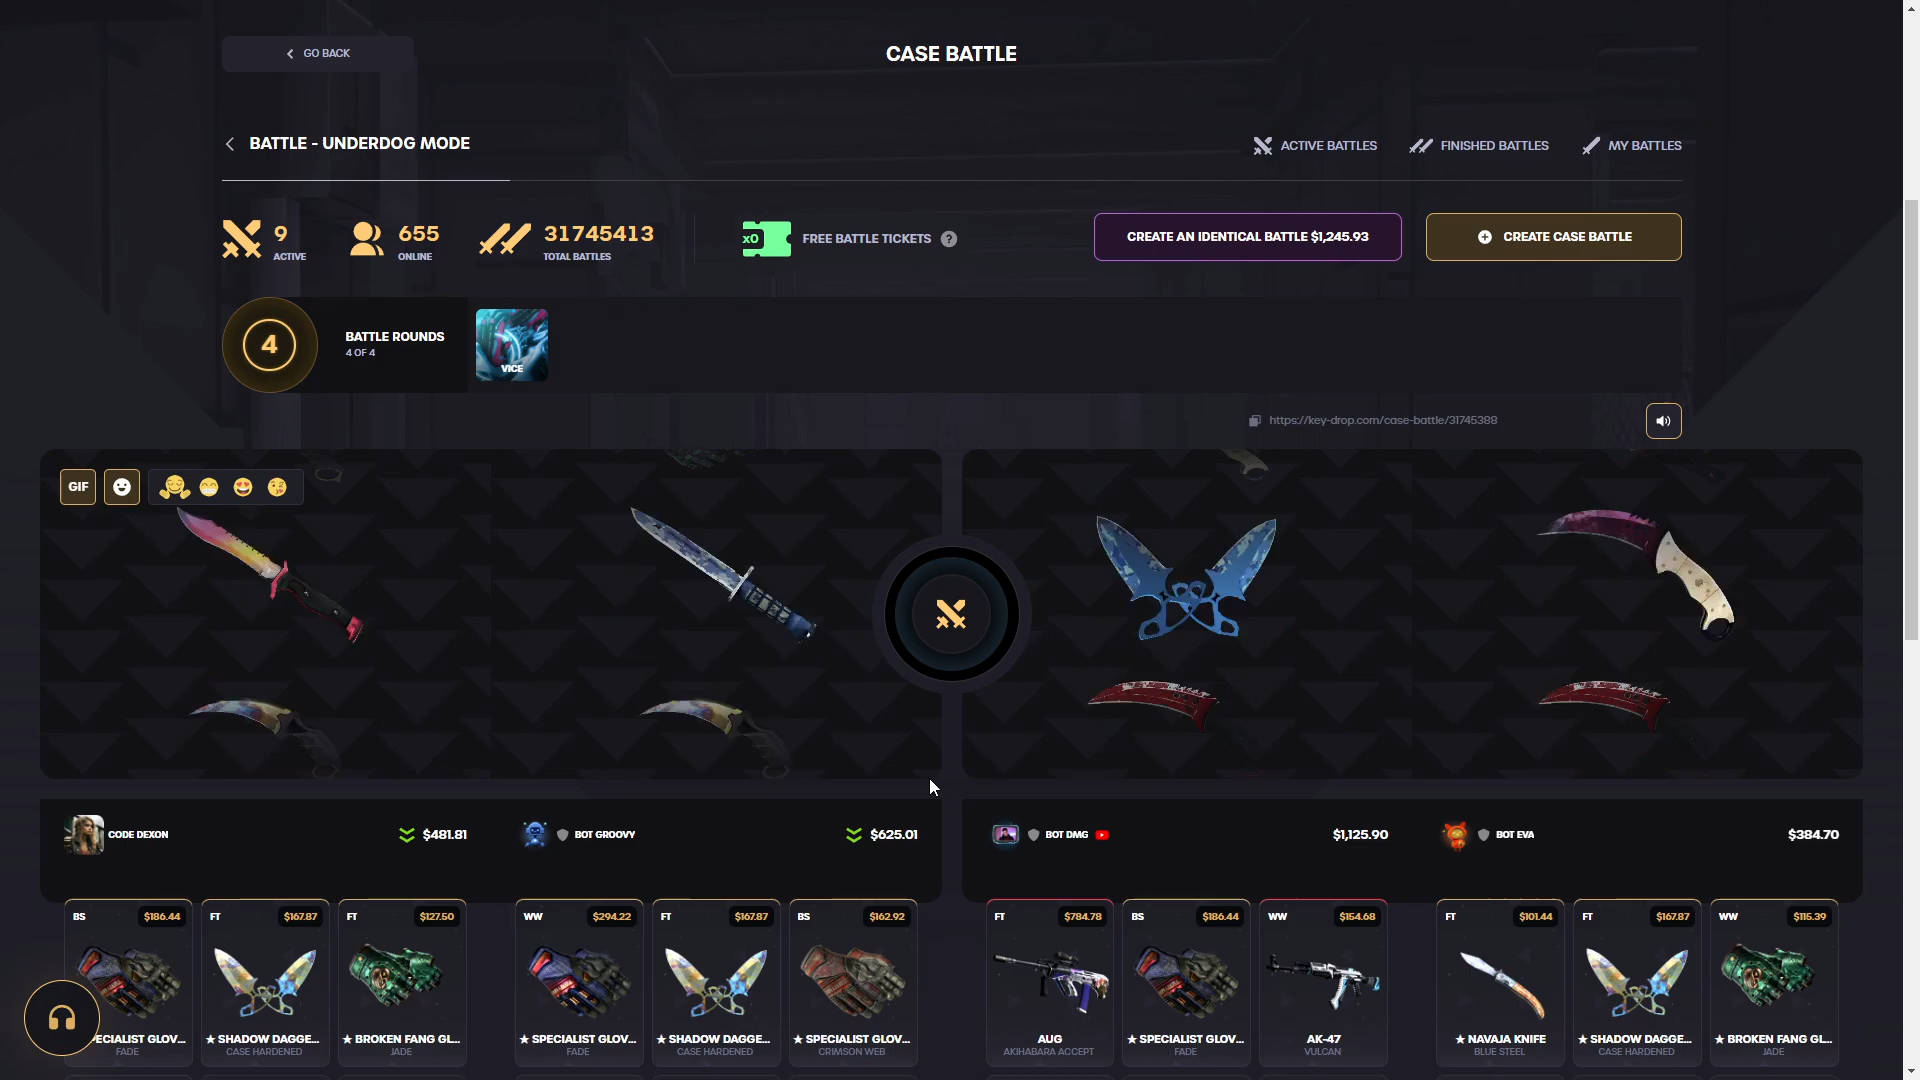 GO BACK
CASE BATTLE
BATTLE - UNDERDOG MODE
ACTIVE BATTLES
FINISHED BATTLES
MY BATTLES
9
ACTIVE
655
ONLINE
31745413
TOTAL BATTLES
x0
FREE BATTLE TICKETS ?
CREATE AN IDENTICAL BATTLE $1,245.93
CREATE CASE BATTLE
4
BATTLE ROUNDS
4 OF 4
VICE
https://key-drop.com/case-battle/31745388
GIF
CODE DEXON
$481.81
BOT GROOVY
$625.01
BOT DMG
$1,125.90
BOT EVA
$384.70
BS $186.44
FT $167.87
FT $127.50
WW $294.22
FT $167.87
BS $162.92
FT $784.78
BS $186.44
WW $154.68
FT $101.44
FT $167.87
WW $115.39
ECIALIST GLOV...
★ SHADOW DAGGE...
★ BROKEN FANG GL...
★ SPECIALIST GLOV...
★ SHADOW DAGGE...
★ SPECIALIST GLOV...
AUG
★ SPECIALIST GLOV...
AK-47
★ NAVAJA KNIFE
★ SHADOW DAGGE...
★ BROKEN FANG GL...
FADE
CASE HARDENED
JADE
FADE
CASE HARDENED
CRIMSON WEB
AKIHABARA ACCEPT
FADE
VULCAN
BLUE STEEL
CASE HARDENED
JADE